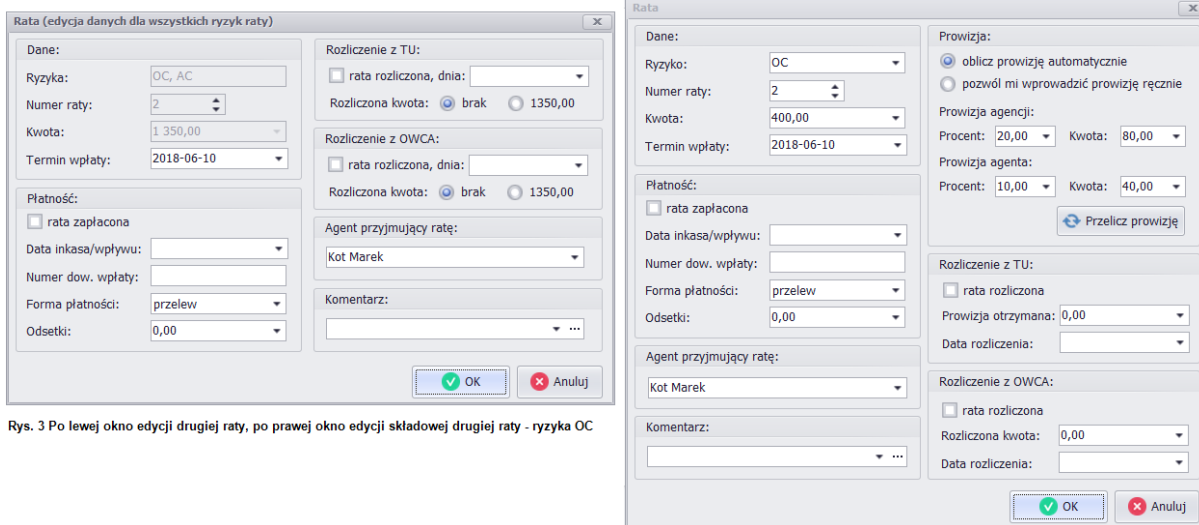 Rata (edycja danych dla wszystkich ryzyk raty)
Dane:
Ryzyka: OC, AC
Numer raty: 2
Kwota: 1 350,00
Termin wpłaty: 2018-06-10
Płatność:
rata zapłacona
Data inkasa/wpływu:
Numer dow. wpłaty:
Forma płatności: przelew
Odsetki: 0,00
Rozliczenie z TU:
rata rozliczona, dnia:
Rozliczona kwota: brak 1350,00
Rozliczenie z OWCA:
rata rozliczona, dnia:
Rozliczona kwota: brak 1350,00
Agent przyjmujący ratę:
Kot Marek
Komentarz:
...
OK Anuluj
Rys. 3 Po lewej okno edycji drugiej raty, po prawej okno edycji składowej drugiej raty - ryzyka OC
Rata
Dane:
Ryzyko: OC
Numer raty: 2
Kwota: 400,00
Termin wpłaty: 2018-06-10
Płatność:
rata zapłacona
Data inkasa/wpływu:
Numer dow. wpłaty:
Forma płatności: przelew
Odsetki: 0,00
Agent przyjmujący ratę:
Kot Marek
Komentarz:
...
Prowizja:
oblicz prowizję automatycznie
pozwól mi wprowadzić prowizję ręcznie
Prowizja agencji:
Procent: 20,00 Kwota: 80,00
Prowizja agenta:
Procent: 10,00 Kwota: 40,00
Przelicz prowizję
Rozliczenie z TU:
rata rozliczona
Prowizja otrzymana: 0,00
Data rozliczenia:
Rozliczenie z OWCA:
rata rozliczona
Rozliczona kwota: 0,00
Data rozliczenia:
OK Anuluj